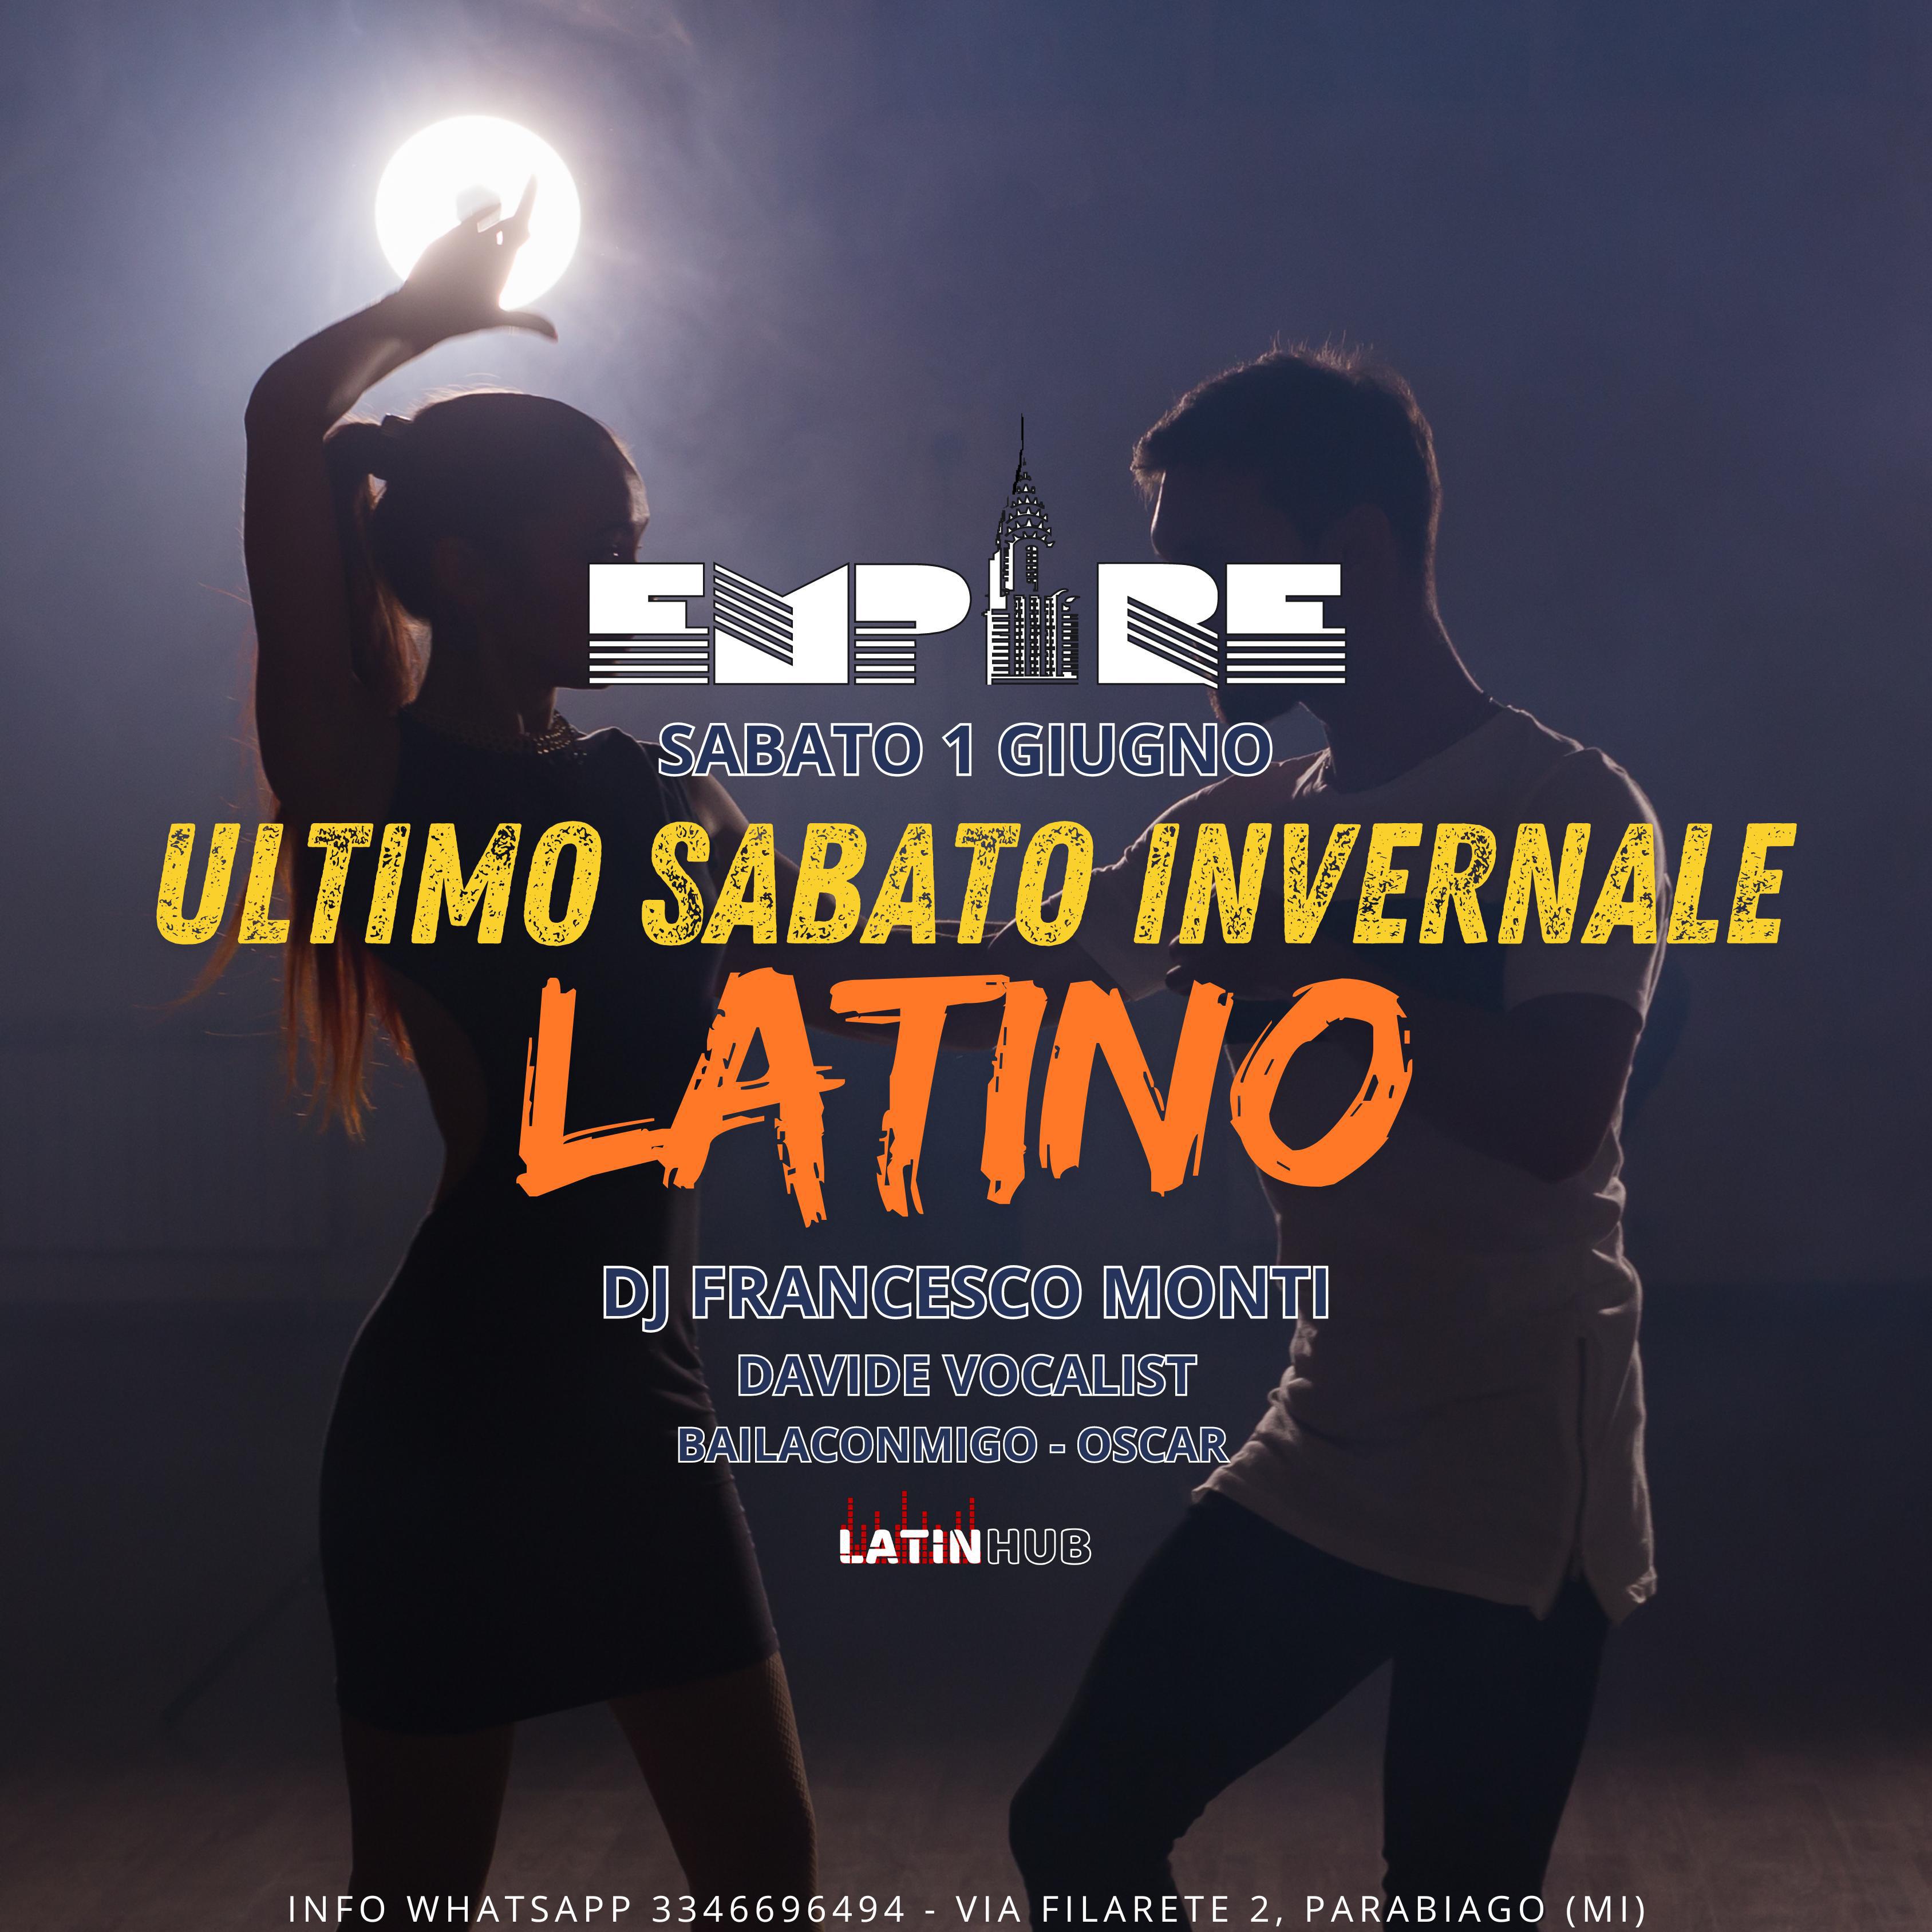 EMPIRE
SABATO 1 GIUGNO
ULTIMO SABATO INVERNALE
LATINO
DJ FRANCESCO MONTI
DAVIDE VOCALIST
BAILACONMIGO - OSCAR
LATINHUB
INFO WHATSAPP 3346696494 - VIA FILARETE 2, PARABIAGO (MI)